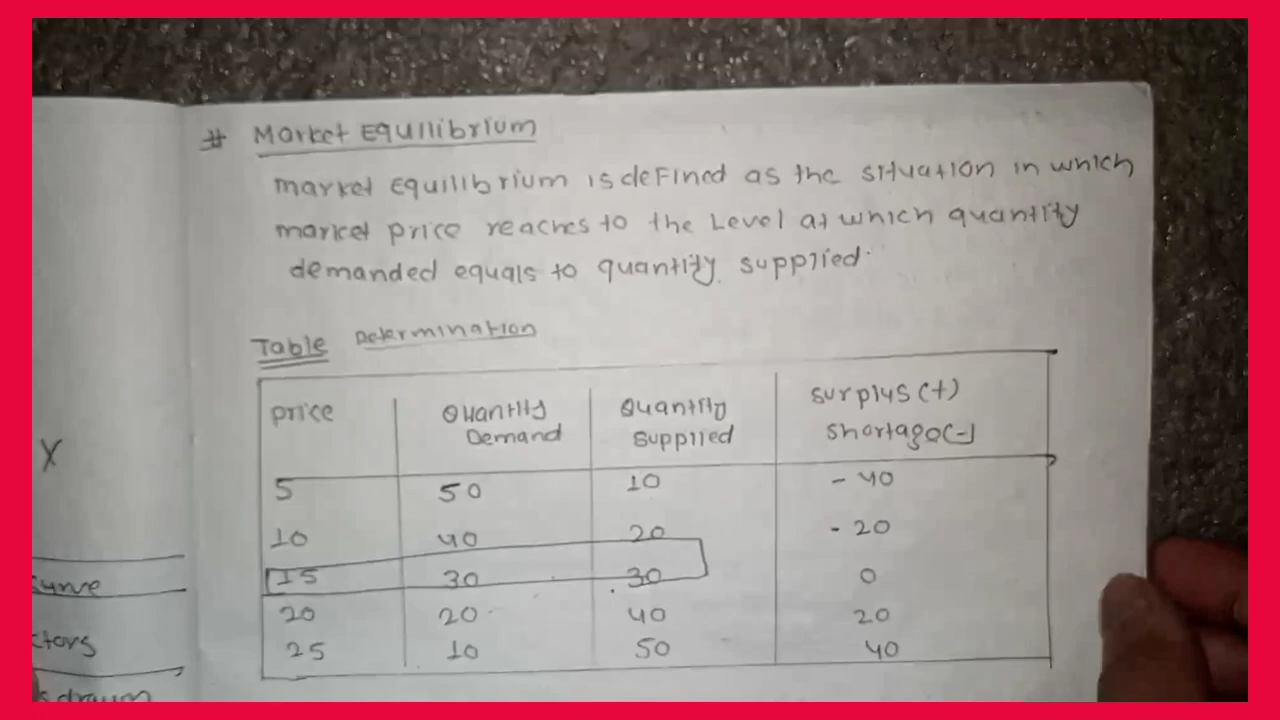 # Market Equilibrium
market Equilibrium is defined as the situation in which
market price reaches to the Level at which quantity
demanded equals to quantity supplied.
Table Determination
price Quantity Demand Quantity Supplied Surplus (+) Shortage (-)
5 50 10 - 40
10 40 20 - 20
15 30 30 0
20 20 40 20
25 10 50 40
X
curve
ctors
drawn